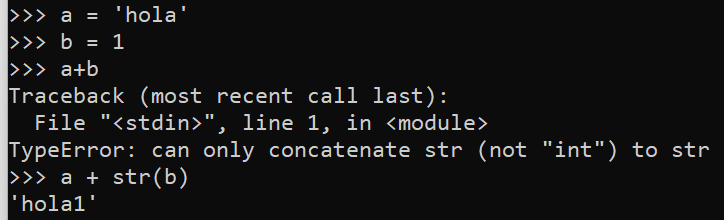 >>> a = 'hola'
>>> b = 1
>>> a+b
Traceback (most recent call last):
  File "<stdin>", line 1, in <module>
TypeError: can only concatenate str (not "int") to str
>>> a + str(b)
'hola1'